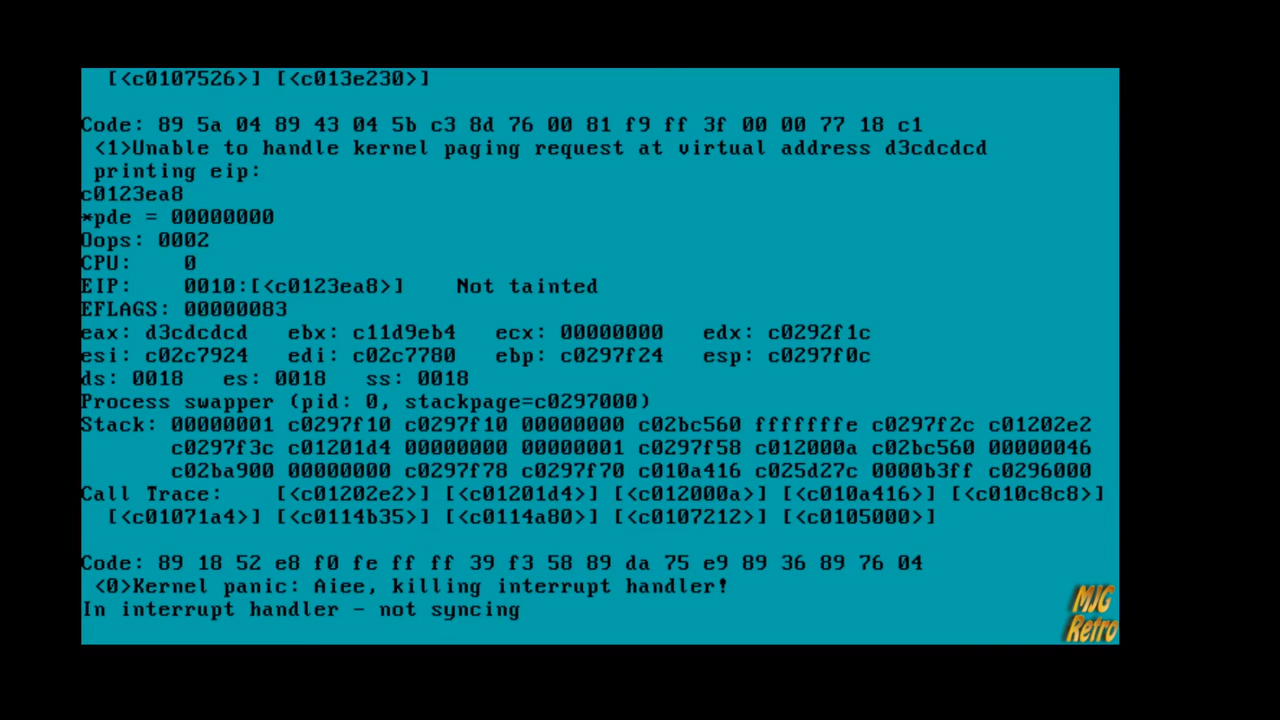 [<c0107526>] [<c013e230>]
Code: 89 5a 04 89 43 04 5b c3 8d 76 00 81 f9 ff 3f 00 00 77 18 c1
<1>Unable to handle kernel paging request at virtual address d3cdcdcd
printing eip:
c0123ea8
*pde = 00000000
Oops: 0002
CPU:    0
EIP:    0010:[<c0123ea8>]    Not tainted
EFLAGS: 00000083
eax: d3cdcdcd   ebx: c11d9eb4   ecx: 00000000   edx: c0292f1c
esi: c02c7924   edi: c02c7780   ebp: c0297f24   esp: c0297f0c
ds: 0018   es: 0018   ss: 0018
Process swapper (pid: 0, stackpage=c0297000)
Stack: 00000001 c0297f10 c0297f10 00000000 c02bc560 fffffffe c0297f2c c01202e2
c0297f3c c01201d4 00000000 00000001 c0297f58 c012000a c02bc560 00000046
c02ba900 00000000 c0297f78 c0297f70 c010a416 c025d27c 0000b3ff c0296000
Call Trace:    [<c01202e2>] [<c01201d4>] [<c012000a>] [<c010a416>] [<c010c8c8>]
[<c01071a4>] [<c0114b35>] [<c0114a80>] [<c0107212>] [<c0105000>]
Code: 89 18 52 e8 f0 fe ff ff 39 f3 58 89 da 75 e9 89 36 89 76 04
<0>Kernel panic: Aiee, killing interrupt handler!
In interrupt handler - not syncing
MJG
Retro